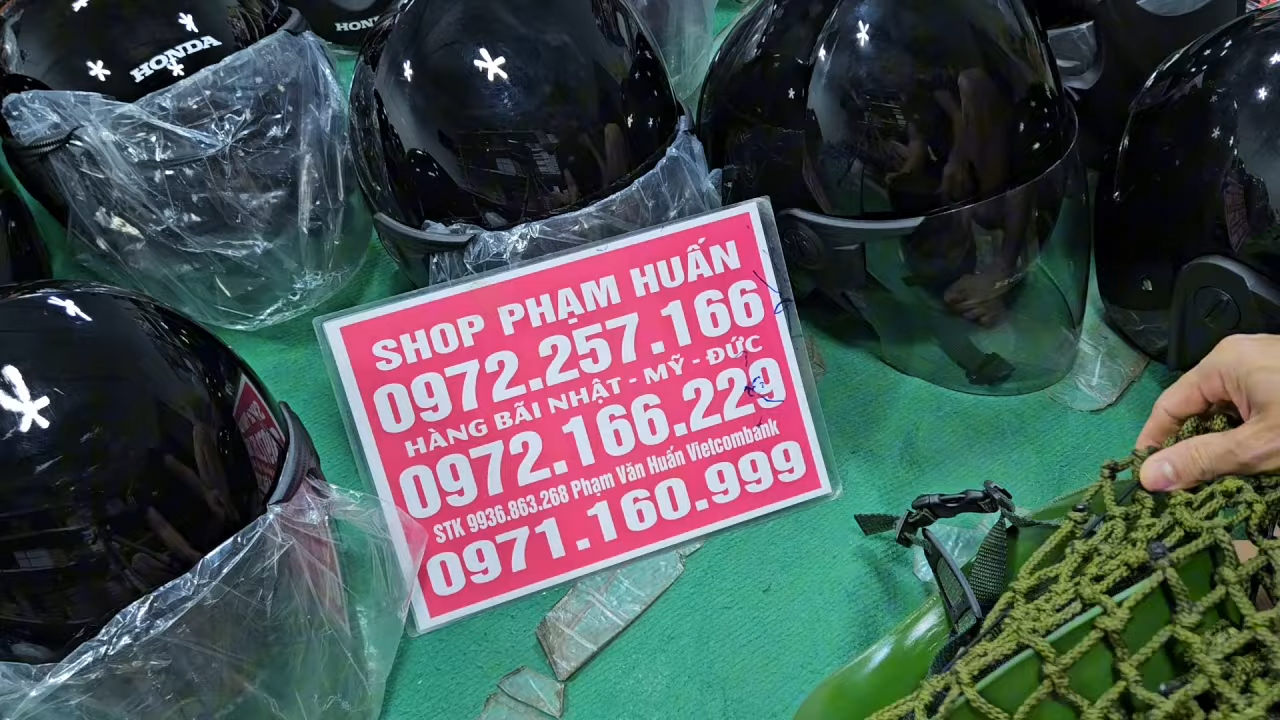 HONDA
HONDA
SHOP PHẠM HUẤN
0972.257.166
HÀNG BÃI NHẬT - MỸ - ĐỨC
0972.166.229
STK 9936.863.268 Phạm Văn Huấn Vietcombank
0971.160.999